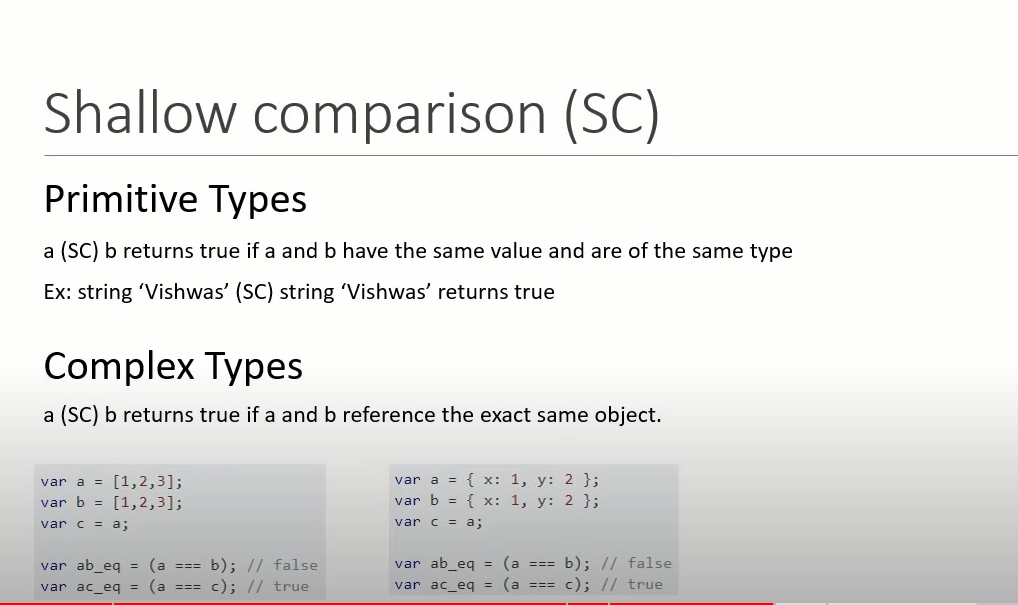 Shallow comparison (SC)
Primitive Types
a (SC) b returns true if a and b have the same value and are of the same type
Ex: string ‘Vishwas’ (SC) string ‘Vishwas’ returns true
Complex Types
a (SC) b returns true if a and b reference the exact same object.
var a = [1,2,3];
var b = [1,2,3];
var c = a;
var ab_eq = (a === b); // false
var ac_eq = (a === c); // true
var a = { x: 1, y: 2 };
var b = { x: 1, y: 2 };
var c = a;
var ab_eq = (a === b); // false
var ac_eq = (a === c); // true